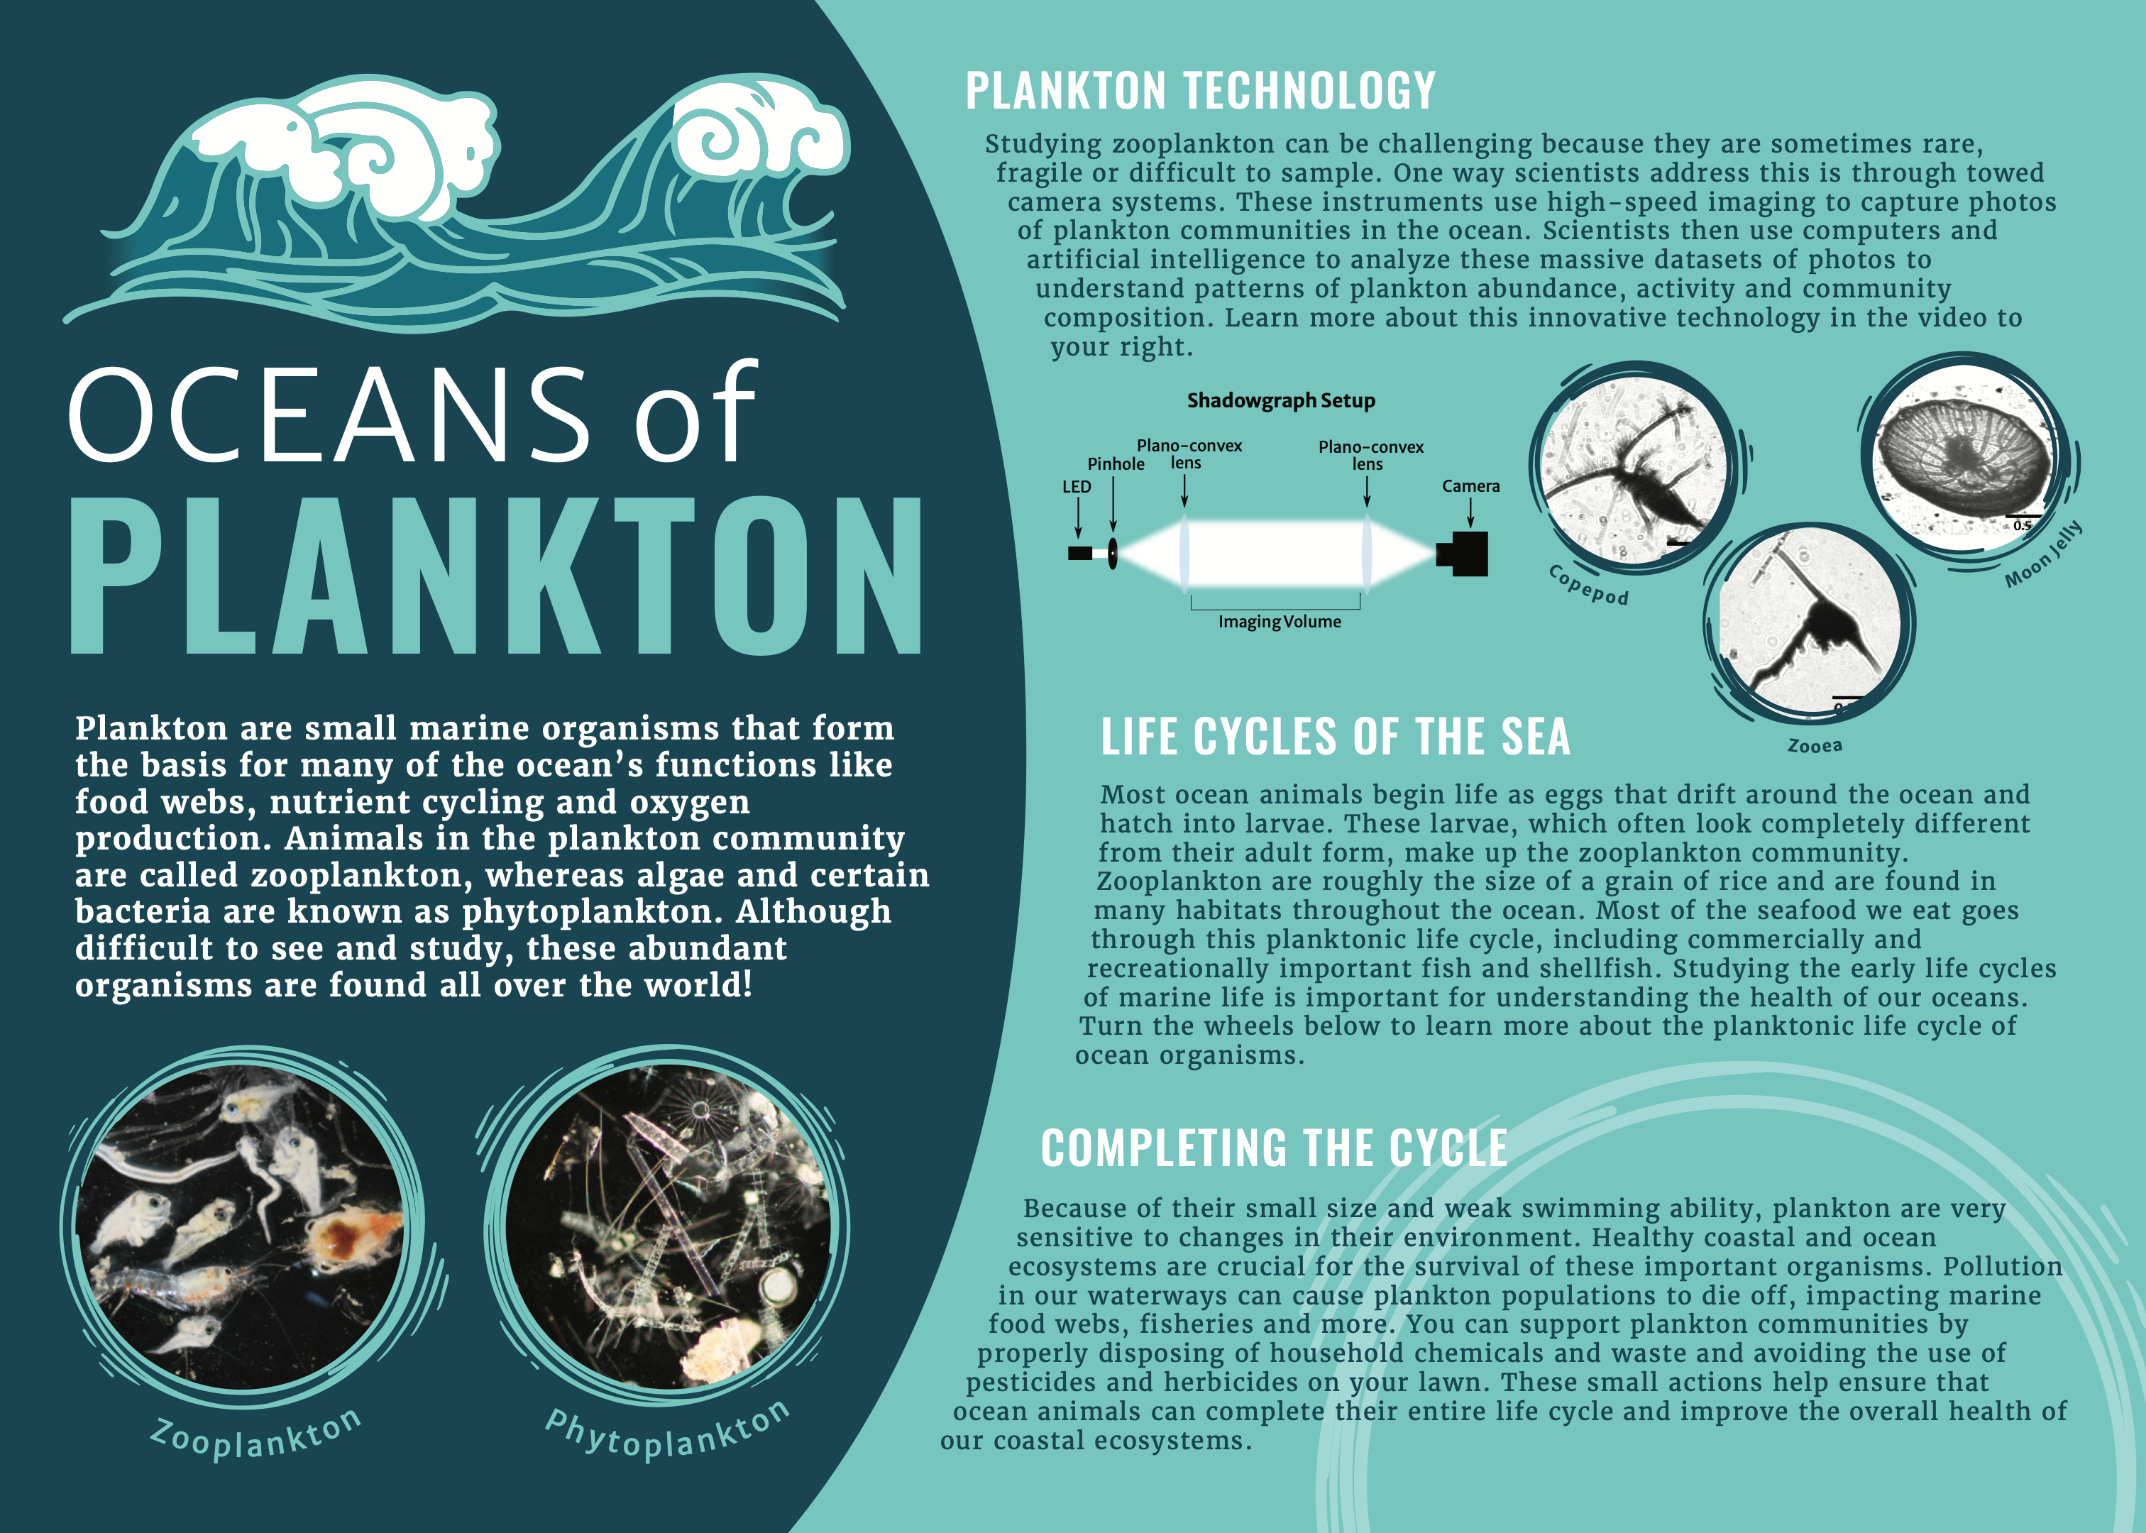 OCEANS of
PLANKTON
Plankton are small marine organisms that form
the basis for many of the ocean's functions like
food webs, nutrient cycling and oxygen
production. Animals in the plankton community
are called zooplankton, whereas algae and certain
bacteria are known as phytoplankton. Although
difficult to see and study, these abundant
organisms are found all over the world!
Zooplankton
Phytoplankton
PLANKTON TECHNOLOGY
Studying zooplankton can be challenging because they are sometimes rare,
fragile or difficult to sample. One way scientists address this is through towed
camera systems. These instruments use high-speed imaging to capture photos
of plankton communities in the ocean. Scientists then use computers and
artificial intelligence to analyze these massive datasets of photos to
understand patterns of plankton abundance, activity and community
composition. Learn more about this innovative technology in the video to
your right.
Shadowgraph Setup
LED
Pinhole
Plano-convex
lens
Plano-convex
lens
Camera
Imaging Volume
Copepod
0.5
Moon Jelly
Zooea
LIFE CYCLES OF THE SEA
Most ocean animals begin life as eggs that drift around the ocean and
hatch into larvae. These larvae, which often look completely different
from their adult form, make up the zooplankton community.
Zooplankton are roughly the size of a grain of rice and are found in
many habitats throughout the ocean. Most of the seafood we eat goes
through this planktonic life cycle, including commercially and
recreationally important fish and shellfish. Studying the early life cycles
of marine life is important for understanding the health of our oceans.
Turn the wheels below to learn more about the planktonic life cycle of
ocean organisms.
COMPLETING THE CYCLE
Because of their small size and weak swimming ability, plankton are very
sensitive to changes in their environment. Healthy coastal and ocean
ecosystems are crucial for the survival of these important organisms. Pollution
in our waterways can cause plankton populations to die off, impacting marine
food webs, fisheries and more. You can support plankton communities by
properly disposing of household chemicals and waste and avoiding the use of
pesticides and herbicides on your lawn. These small actions help ensure that
ocean animals can complete their entire life cycle and improve the overall health of
our coastal ecosystems.